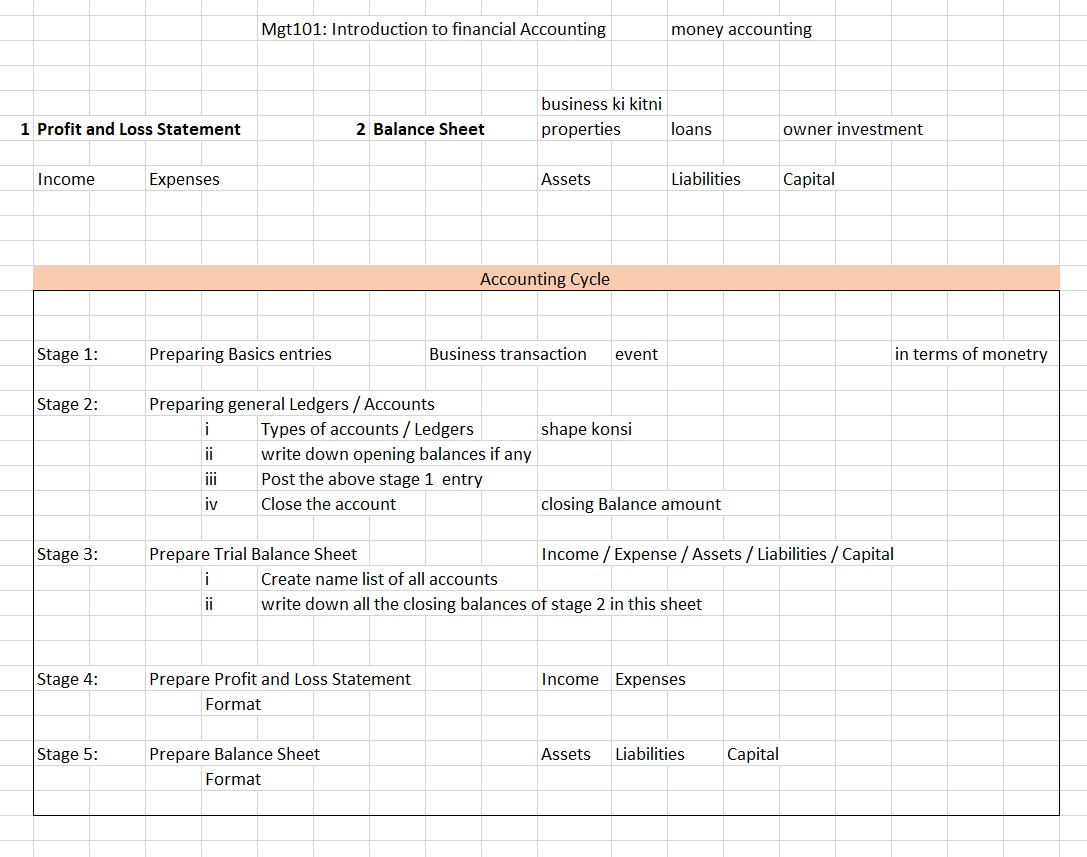 Mgt101: Introduction to financial Accounting money accounting
business ki kitni
1 Profit and Loss Statement 2 Balance Sheet properties loans owner investment
Income Expenses Assets Liabilities Capital
Accounting Cycle
Stage 1: Preparing Basics entries Business transaction event in terms of monetry
Stage 2: Preparing general Ledgers / Accounts
i Types of accounts / Ledgers shape konsi
ii write down opening balances if any
iii Post the above stage 1 entry
iv Close the account closing Balance amount
Stage 3: Prepare Trial Balance Sheet Income / Expense / Assets / Liabilities / Capital
i Create name list of all accounts
ii write down all the closing balances of stage 2 in this sheet
Stage 4: Prepare Profit and Loss Statement Income Expenses
Format
Stage 5: Prepare Balance Sheet Assets Liabilities Capital
Format